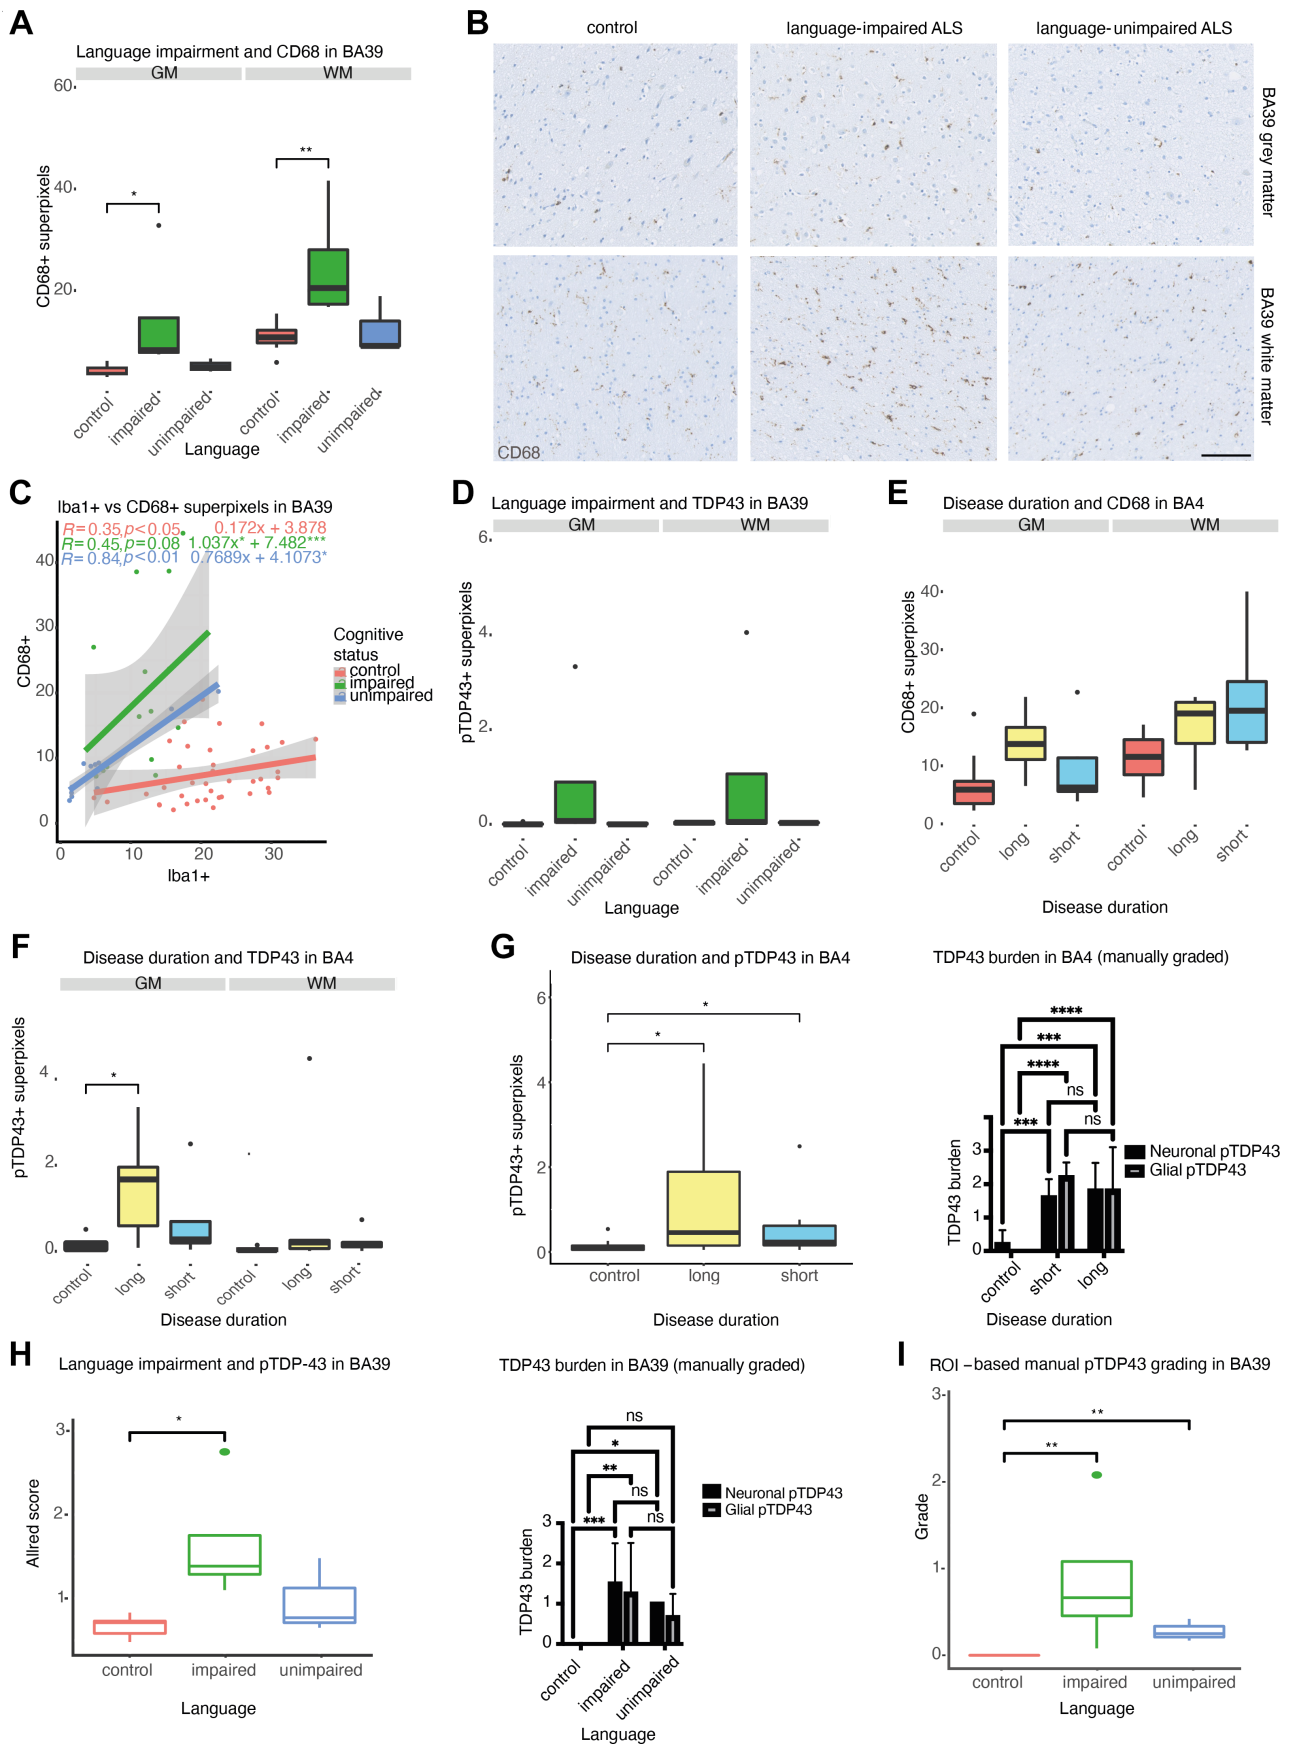 A
Language impairment and CD68 in BA39
GM WM
60
40
20
CD68+ superpixels
*
**
control
impaired
unimpaired
control
impaired
unimpaired
Language
B
control language-impaired ALS language-unimpaired ALS
BA39 grey matter
BA39 white matter
CD68
C
Iba1+ vs CD68+ superpixels in BA39
R=0.35,p<0.05 0.172x + 3.878
R=0.45,p=0.08 1.037x* + 7.482***
R=0.84,p<0.01 0.7689x + 4.1073*
40
30
20
10
0
CD68+
0 10 20 30
Iba1+
Cognitive
status
control
impaired
unimpaired
D
Language impairment and TDP43 in BA39
GM WM
6
4
2
0
pTDP43+ superpixels
control
impaired
unimpaired
control
impaired
unimpaired
Language
E
Disease duration and CD68 in BA4
GM WM
40
30
20
10
0
CD68+ superpixels
control
long
short
control
long
short
Disease duration
F
Disease duration and TDP43 in BA4
GM WM
4
2
0
pTDP43+ superpixels
*
control
long
short
control
long
short
Disease duration
G
Disease duration and pTDP43 in BA4
6
4
2
0
pTDP43+ superpixels
*
*
control long short
Disease duration
TDP43 burden in BA4 (manually graded)
****
***
****
ns
*** ns
3
2
1
0
TDP43 burden
Neuronal pTDP43
Glial pTDP43
control
short
long
Disease duration
H
Language impairment and pTDP-43 in BA39
3
2
1
Allred score
*
control impaired unimpaired
Language
TDP43 burden in BA39 (manually graded)
ns
*
**
ns
*** ns
3
2
1
0
TDP43 burden
Neuronal pTDP43
Glial pTDP43
control
impaired
unimpaired
Language
I
ROI –based manual pTDP43 grading in BA39
3
2
1
0
Grade
**
**
control impaired unimpaired
Language